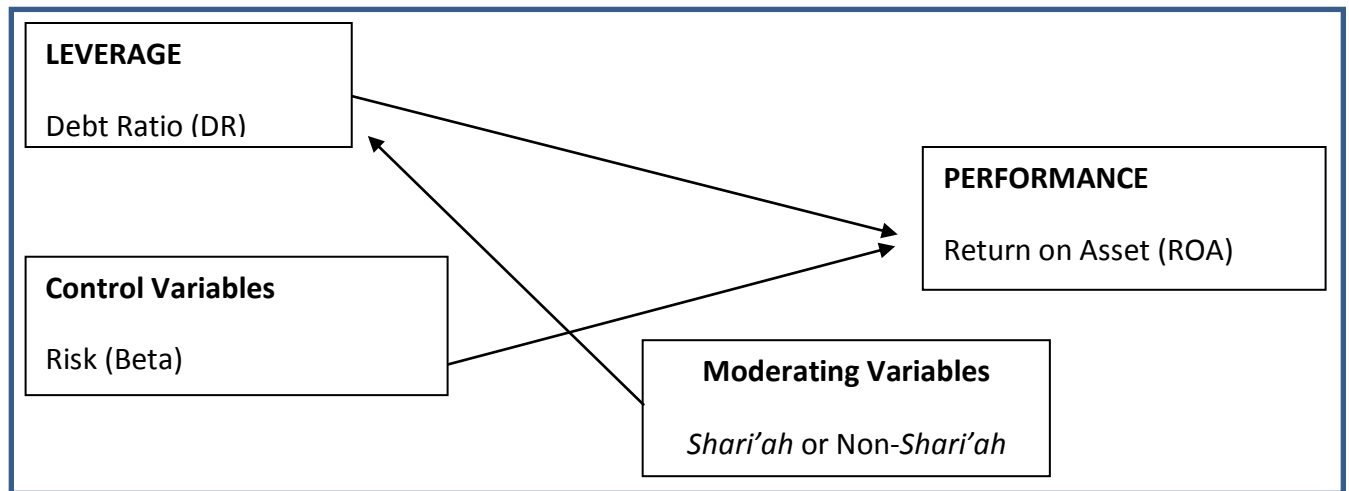 LEVERAGE
Debt Ratio (DR)
PERFORMANCE
Return on Asset (ROA)
Control Variables
Risk (Beta)
Moderating Variables
Shari’ah or Non-Shari’ah